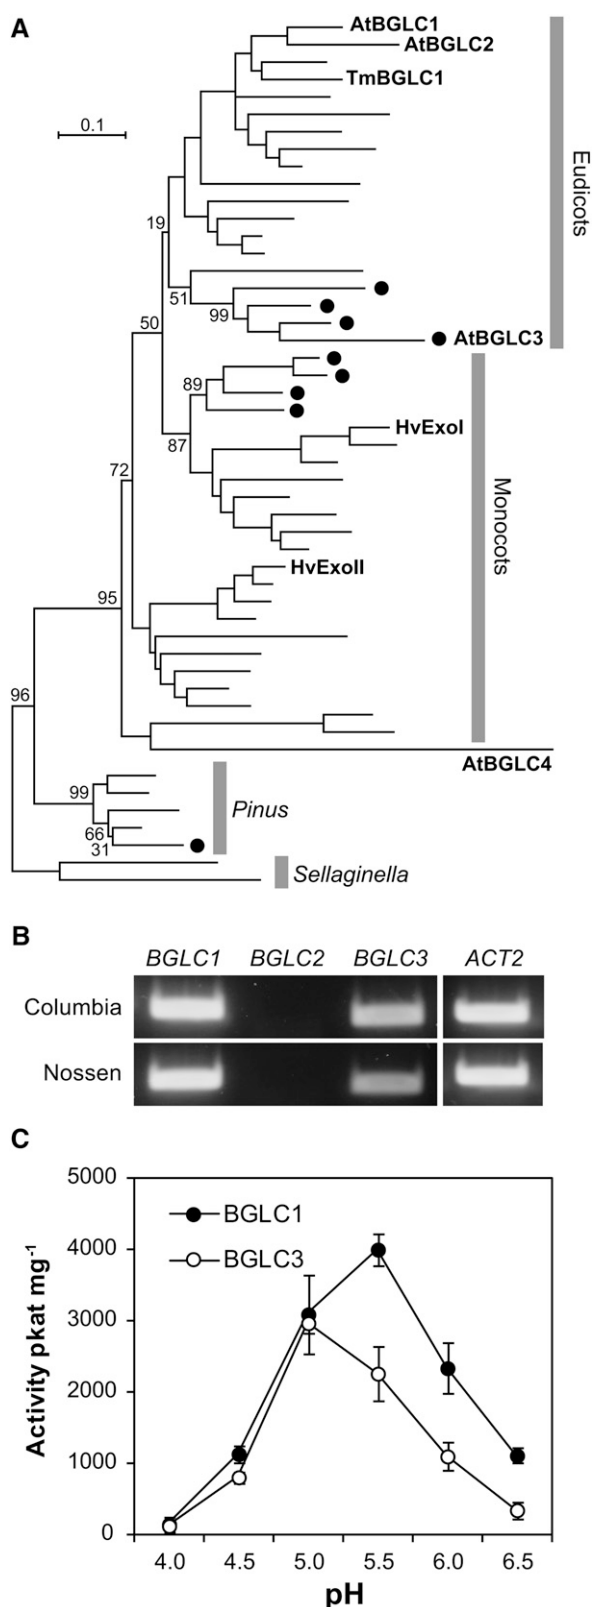 A
AtBGLC1
AtBGLC2
TmBGLC1
0.1
Eudicots
19
51
99
AtBGLC3
50
89
87
HvExoI
72
Monocots
HvExoII
95
96
AtBGLC4
99
Pinus
66
31
Sellaginella
B
BGLC1 BGLC2 BGLC3 ACT2
Columbia
Nossen
C
5000
BGLC1
4000
BGLC3
3000
2000
1000
0
Activity pkat mg-1
4.0 4.5 5.0 5.5 6.0 6.5
pH